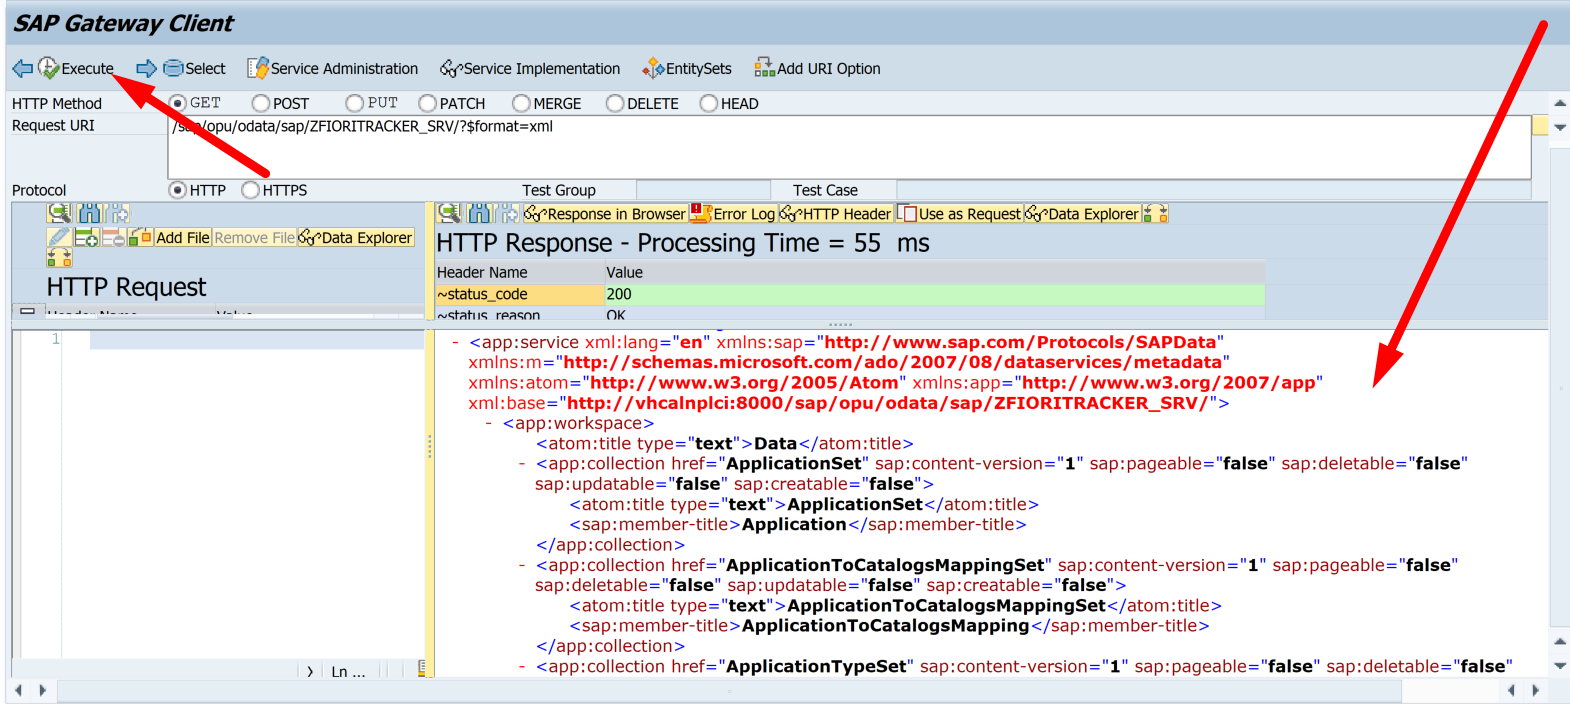 SAP Gateway Client
Execute Select Service Administration Service Implementation EntitySets Add URI Option
HTTP Method GET POST PUT PATCH MERGE DELETE HEAD
Request URI /sap/opu/odata/sap/ZFIORITRACKER_SRV/?$format=xml
Protocol HTTP HTTPS Test Group Test Case
Add File Remove File Data Explorer
HTTP Request
Header Name Value
1
Ln ...
Response in Browser Error Log HTTP Header Use as Request Data Explorer
HTTP Response - Processing Time = 55 ms
Header Name Value
~status_code 200
~status_reason OK
- <app:service xml:lang="en" xmlns:sap="http://www.sap.com/Protocols/SAPData"
xmlns:m="http://schemas.microsoft.com/ado/2007/08/dataservices/metadata"
xmlns:atom="http://www.w3.org/2005/Atom" xmlns:app="http://www.w3.org/2007/app"
xml:base="http://vhcalnplci:8000/sap/opu/odata/sap/ZFIORITRACKER_SRV/">
- <app:workspace>
<atom:title type="text">Data</atom:title>
- <app:collection href="ApplicationSet" sap:content-version="1" sap:pageable="false" sap:deletable="false"
sap:updatable="false" sap:creatable="false">
<atom:title type="text">ApplicationSet</atom:title>
<sap:member-title>Application</sap:member-title>
</app:collection>
- <app:collection href="ApplicationToCatalogsMappingSet" sap:content-version="1" sap:pageable="false"
sap:deletable="false" sap:updatable="false" sap:creatable="false">
<atom:title type="text">ApplicationToCatalogsMappingSet</atom:title>
<sap:member-title>ApplicationToCatalogsMapping</sap:member-title>
</app:collection>
- <app:collection href="ApplicationTypeSet" sap:content-version="1" sap:pageable="false" sap:deletable="false"